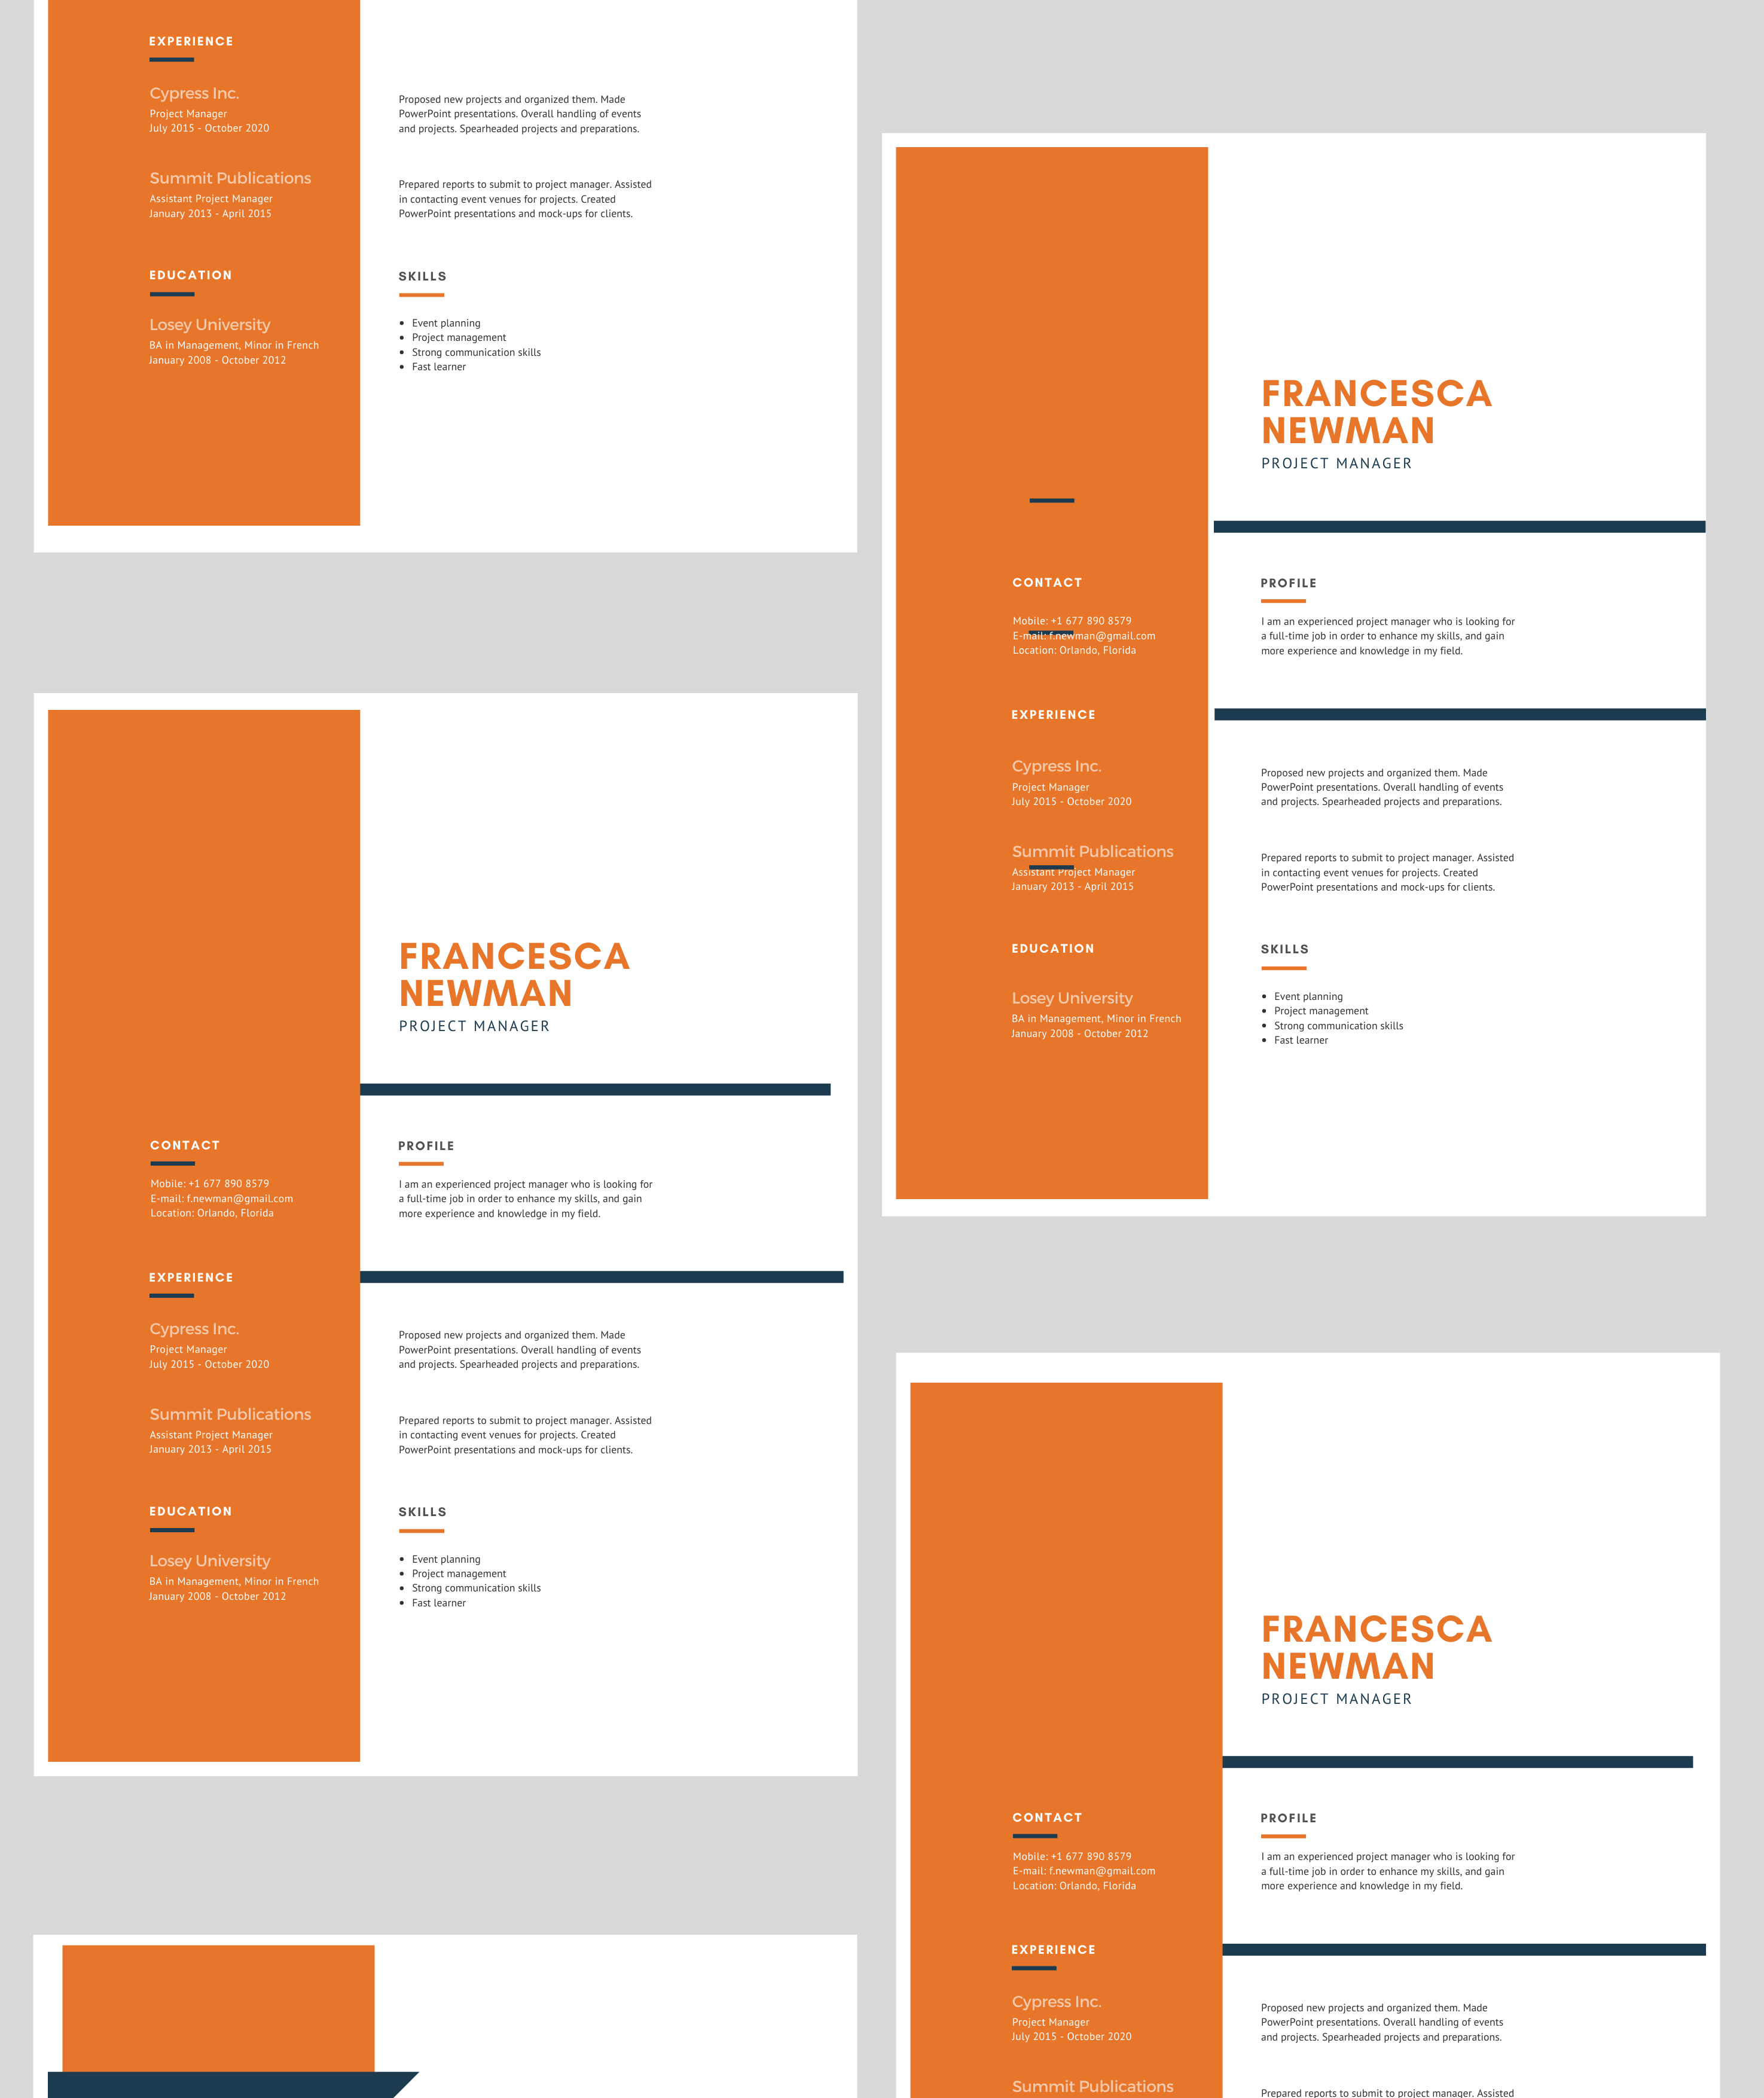 EXPERIENCE
Cypress Inc.
Project Manager
July 2015 - October 2020
Proposed new projects and organized them. Made
PowerPoint presentations. Overall handling of events
and projects. Spearheaded projects and preparations.
Summit Publications
Assistant Project Manager
January 2013 - April 2015
Prepared reports to submit to project manager. Assisted
in contacting event venues for projects. Created
PowerPoint presentations and mock-ups for clients.
EDUCATION
Losey University
BA in Management, Minor in French
January 2008 - October 2012
SKILLS
Event planning
Project management
Strong communication skills
Fast learner
FRANCESCA
NEWMAN
PROJECT MANAGER
CONTACT
Mobile: +1 677 890 8579
E-mail: f.newman@gmail.com
Location: Orlando, Florida
PROFILE
I am an experienced project manager who is looking for
a full-time job in order to enhance my skills, and gain
more experience and knowledge in my field.
EXPERIENCE
Cypress Inc.
Project Manager
July 2015 - October 2020
Proposed new projects and organized them. Made
PowerPoint presentations. Overall handling of events
and projects. Spearheaded projects and preparations.
Summit Publications
Assistant Project Manager
January 2013 - April 2015
Prepared reports to submit to project manager. Assisted
in contacting event venues for projects. Created
PowerPoint presentations and mock-ups for clients.
EDUCATION
Losey University
BA in Management, Minor in French
January 2008 - October 2012
SKILLS
Event planning
Project management
Strong communication skills
Fast learner
FRANCESCA
NEWMAN
PROJECT MANAGER
CONTACT
Mobile: +1 677 890 8579
E-mail: f.newman@gmail.com
Location: Orlando, Florida
PROFILE
I am an experienced project manager who is looking for
a full-time job in order to enhance my skills, and gain
more experience and knowledge in my field.
EXPERIENCE
Cypress Inc.
Project Manager
July 2015 - October 2020
Proposed new projects and organized them. Made
PowerPoint presentations. Overall handling of events
and projects. Spearheaded projects and preparations.
Summit Publications
Assistant Project Manager
January 2013 - April 2015
Prepared reports to submit to project manager. Assisted
in contacting event venues for projects. Created
PowerPoint presentations and mock-ups for clients.
EDUCATION
Losey University
BA in Management, Minor in French
January 2008 - October 2012
SKILLS
Event planning
Project management
Strong communication skills
Fast learner
FRANCESCA
NEWMAN
PROJECT MANAGER
CONTACT
Mobile: +1 677 890 8579
E-mail: f.newman@gmail.com
Location: Orlando, Florida
PROFILE
I am an experienced project manager who is looking for
a full-time job in order to enhance my skills, and gain
more experience and knowledge in my field.
EXPERIENCE
Cypress Inc.
Project Manager
July 2015 - October 2020
Proposed new projects and organized them. Made
PowerPoint presentations. Overall handling of events
and projects. Spearheaded projects and preparations.
Summit Publications
Prepared reports to submit to project manager. Assisted